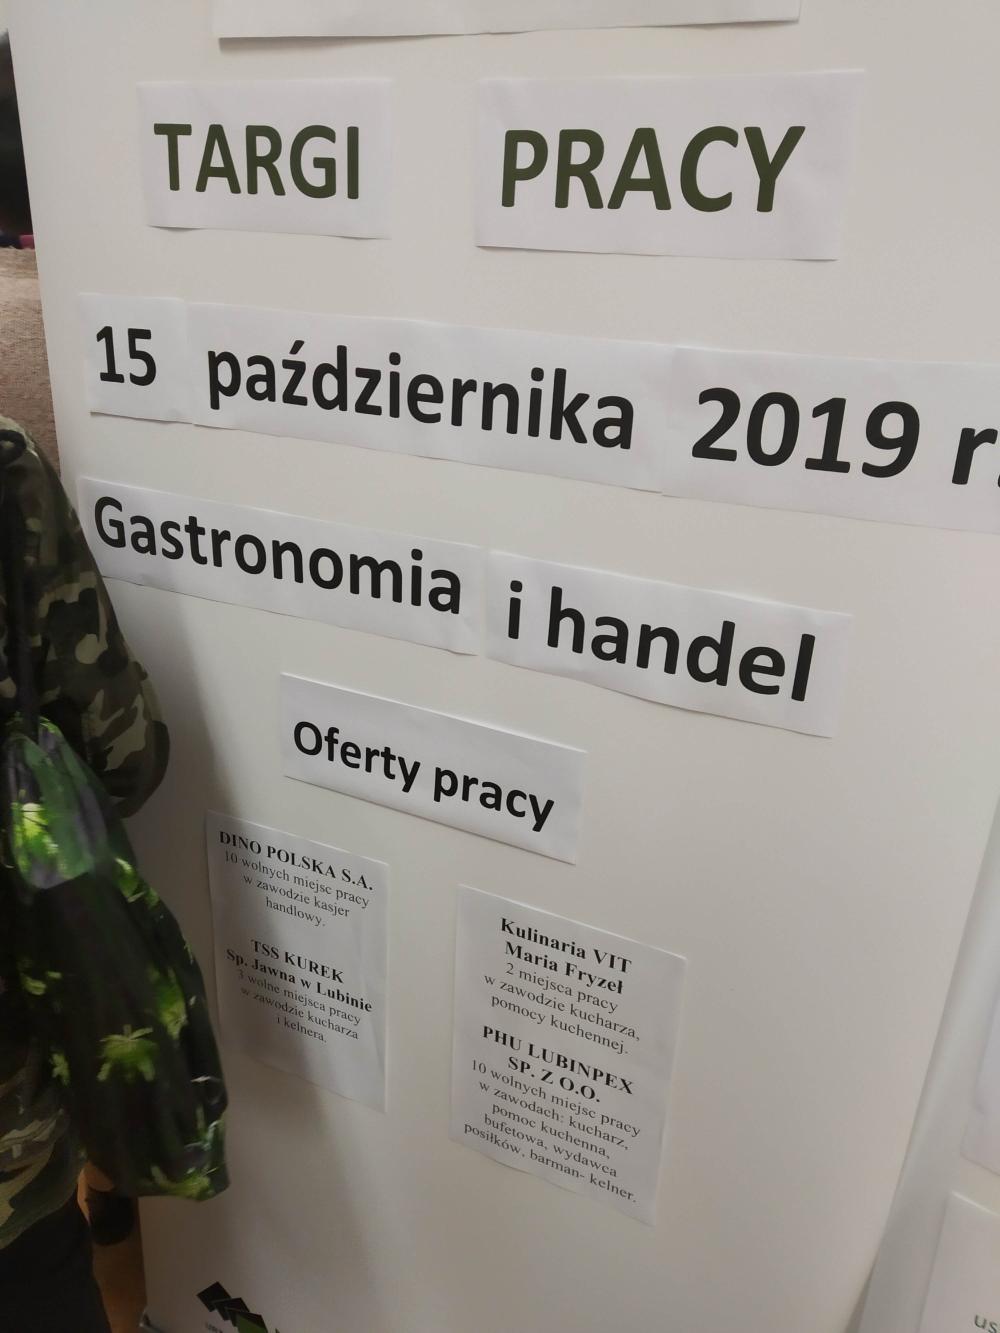 TARGI PRACY
15 października 2019 r.
Gastronomia i handel
Oferty pracy
DINO POLSKA S.A.
10 wolnych miejsc pracy
w zawodzie kasjer
handlowy.
TSS KUREK
Sp. Jawna w Lubinie
3 wolne miejsca pracy
w zawodzie kucharza
i kelnera.
Kulinaria VIT
Maria Fryzeł
2 miejsca pracy
w zawodzie kucharza,
pomocy kuchennej.
PHU LUBINPEX
SP. Z O.O.
10 wolnych miejsc pracy
w zawodach: kucharz,
pomoc kuchenna,
bufetowa, wydawca
posiłków, barman- kelner.